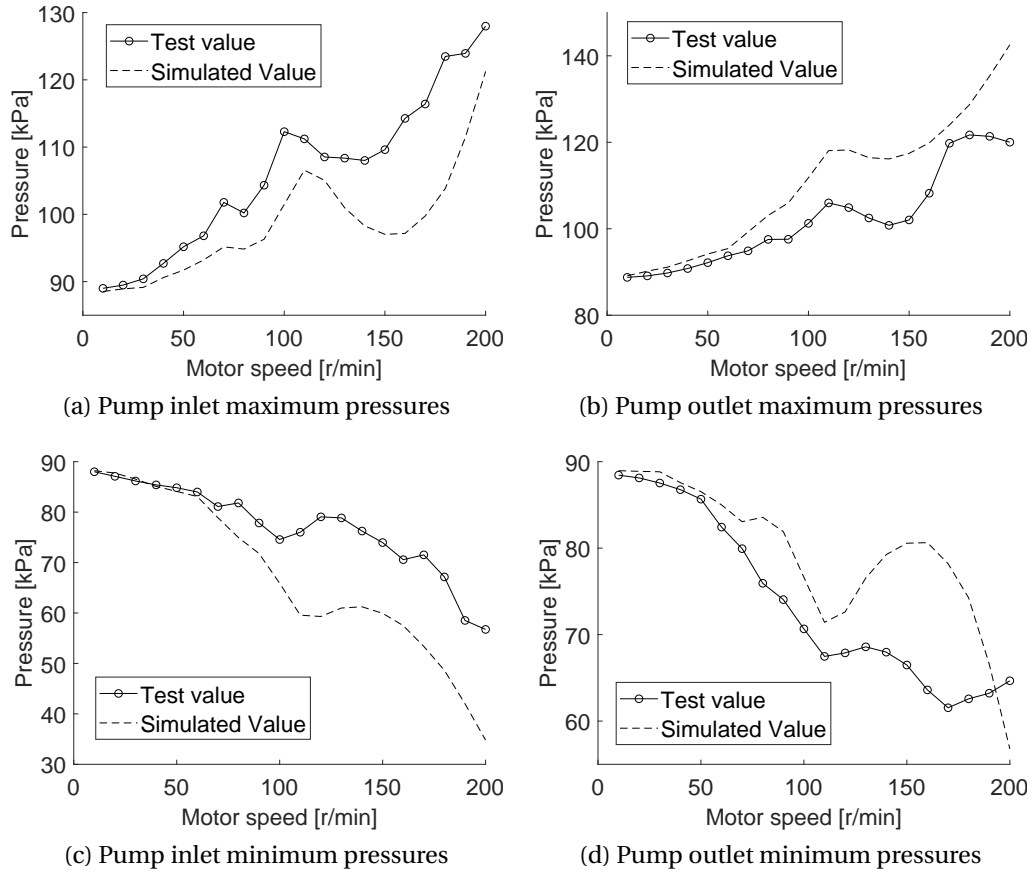 130
120
110
100
90
Pressure [kPa]
Test value
Simulated Value
0 50 100 150 200
Motor speed [r/min]
(a) Pump inlet maximum pressures
140
120
100
80
Pressure [kPa]
Test value
Simulated Value
0 50 100 150 200
Motor speed [r/min]
(b) Pump outlet maximum pressures
90
80
70
60
50
40
30
Pressure [kPa]
Test value
Simulated Value
0 50 100 150 200
Motor speed [r/min]
(c) Pump inlet minimum pressures
90
80
70
60
Pressure [kPa]
Test value
Simulated Value
0 50 100 150 200
Motor speed [r/min]
(d) Pump outlet minimum pressures